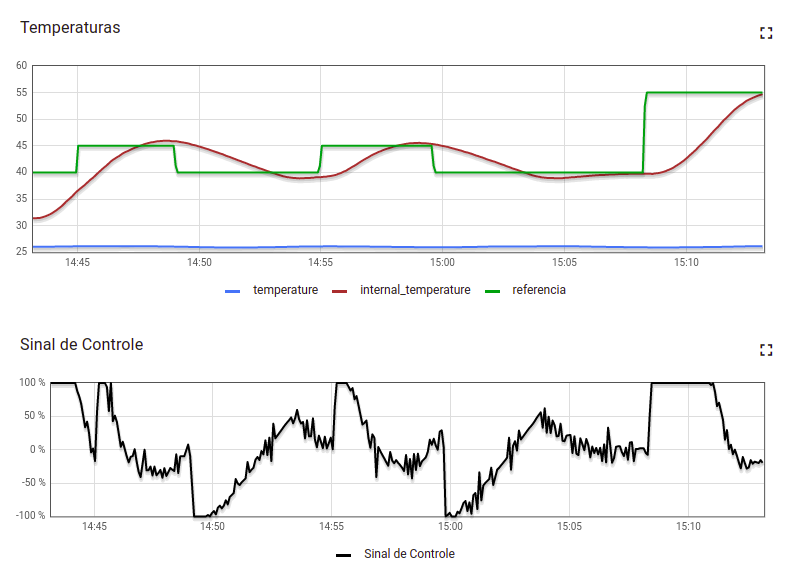 Temperaturas
60
55
50
45
40
35
30
25
14:45 14:50 14:55 15:00 15:05 15:10
temperature internal_temperature referencia
Sinal de Controle
100 %
50 %
0 %
-50 %
-100 %
14:45 14:50 14:55 15:00 15:05 15:10
Sinal de Controle